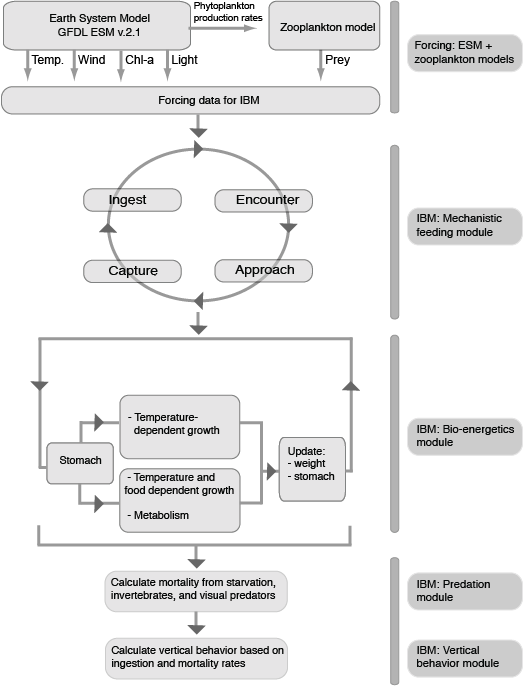 Earth System Model
GFDL ESM v.2.1
Phytoplankton
production rates
Zooplankton model
Forcing: ESM +
zooplankton models
Temp.
Wind
Chl-a
Light
Prey
Forcing data for IBM
Ingest
Encounter
IBM: Mechanistic
feeding module
Capture
Approach
- Temperature-
dependent growth
Stomach
Update:
- weight
- stomach
IBM: Bio-energetics
module
- Temperature and
food dependent growth
- Metabolism
Calculate mortality from starvation,
invertebrates, and visual predators
IBM: Predation
module
Calculate vertical behavior based on
ingestion and mortality rates
IBM: Vertical
behavior module